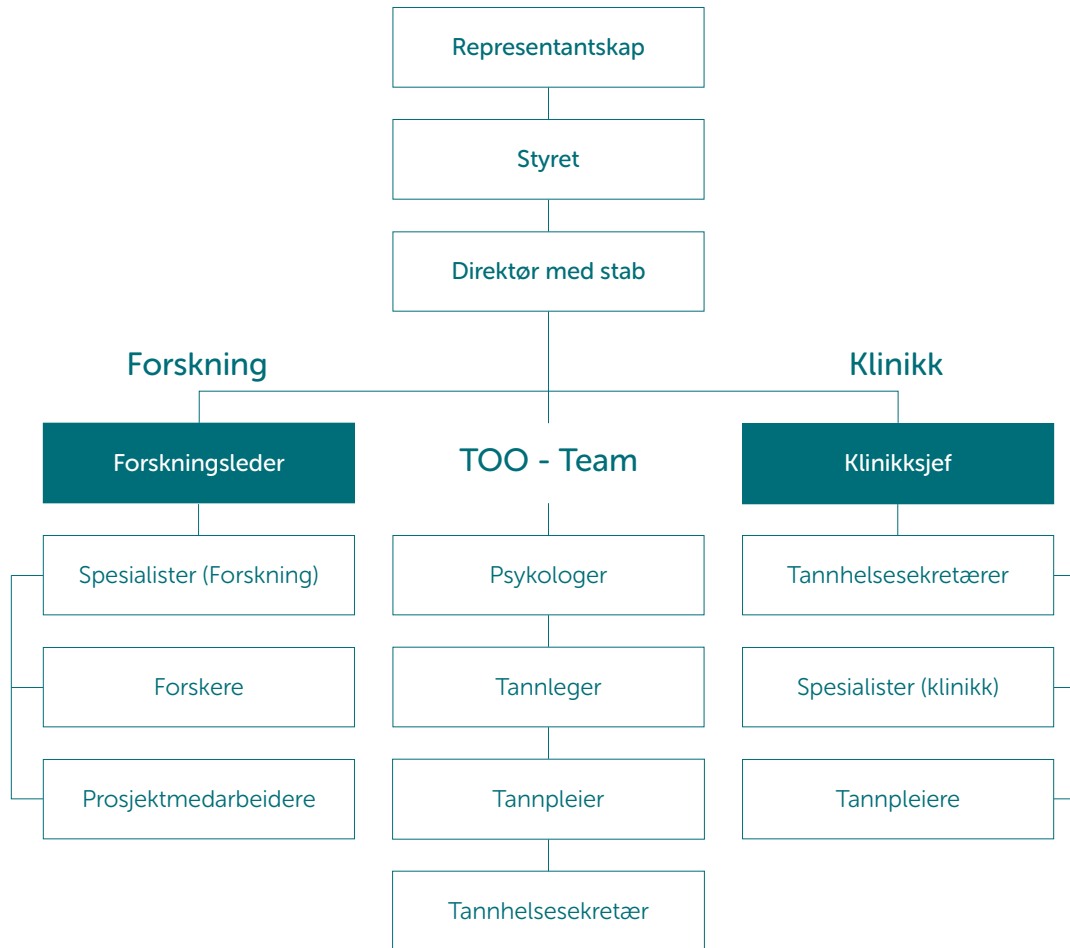 Representantskap
Styret
Direktør med stab
Forskning
Klinikk
Forskningsleder
TOO - Team
Klinikksjef
Spesialister (Forskning)
Psykologer
Tannhelsesekretærer
Forskere
Tannleger
Spesialister (klinikk)
Prosjektmedarbeidere
Tannpleier
Tannpleiere
Tannhelsesekretær